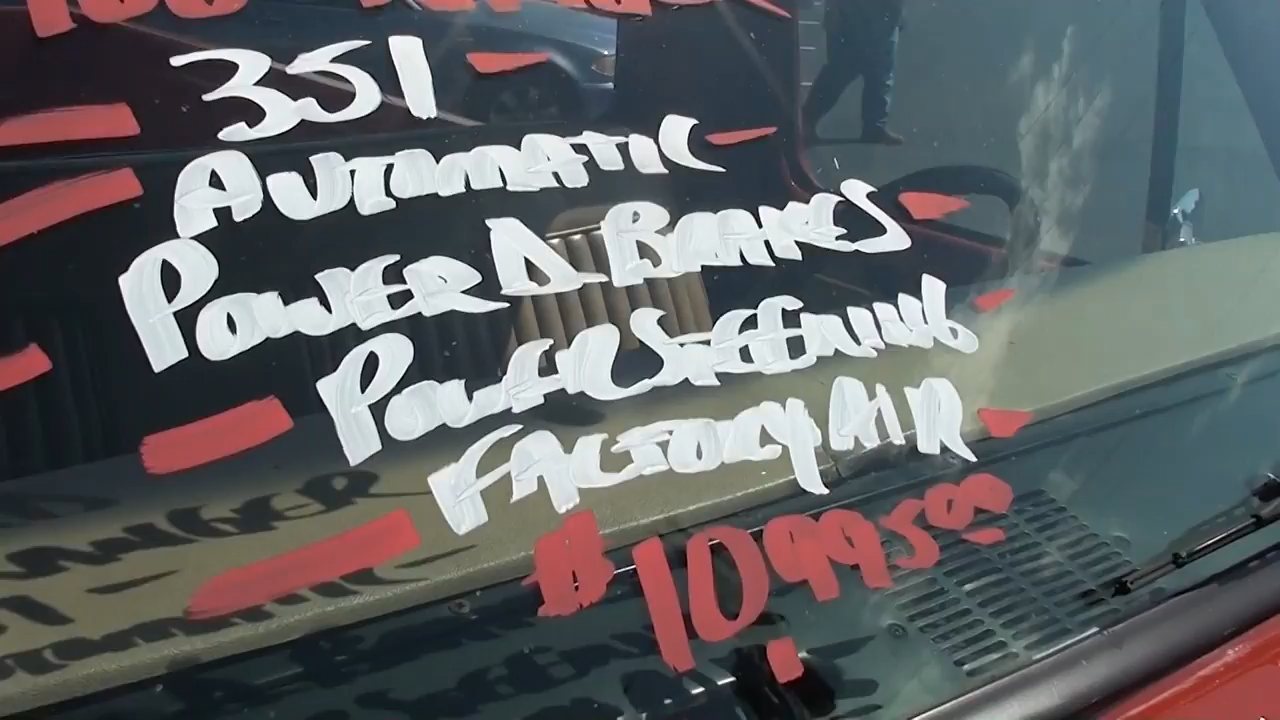 351
AUTOMATIC
POWER D. BRAKES
POWER STEERING
FACTORY AIR
$10,995.00